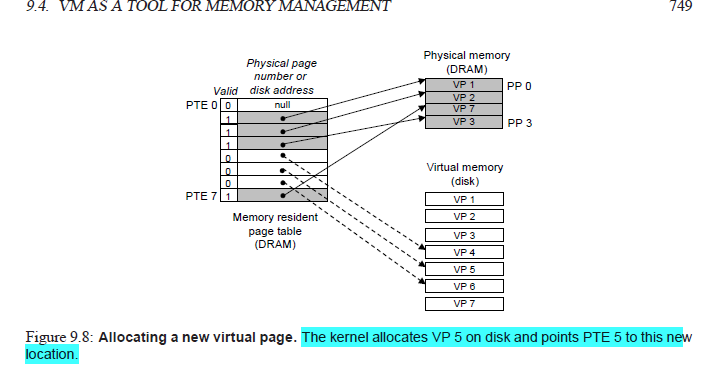 9.4. VM AS A TOOL FOR MEMORY MANAGEMENT 749
Physical page
number or
disk address
Valid
PTE 0 0 null
1
1
1
0
0
0
PTE 7 1
Memory resident
page table
(DRAM)
Physical memory
(DRAM)
VP 1 PP 0
VP 2
VP 7
VP 3 PP 3
Virtual memory
(disk)
VP 1
VP 2
VP 3
VP 4
VP 5
VP 6
VP 7
Figure 9.8: Allocating a new virtual page. The kernel allocates VP 5 on disk and points PTE 5 to this new
location.